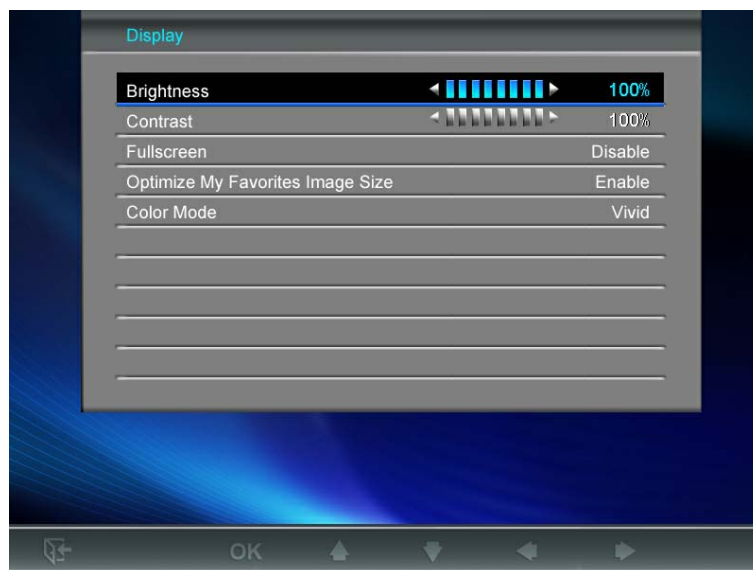 Display
Brightness 100%
Contrast 100%
Fullscreen Disable
Optimize My Favorites Image Size Enable
Color Mode Vivid
OK